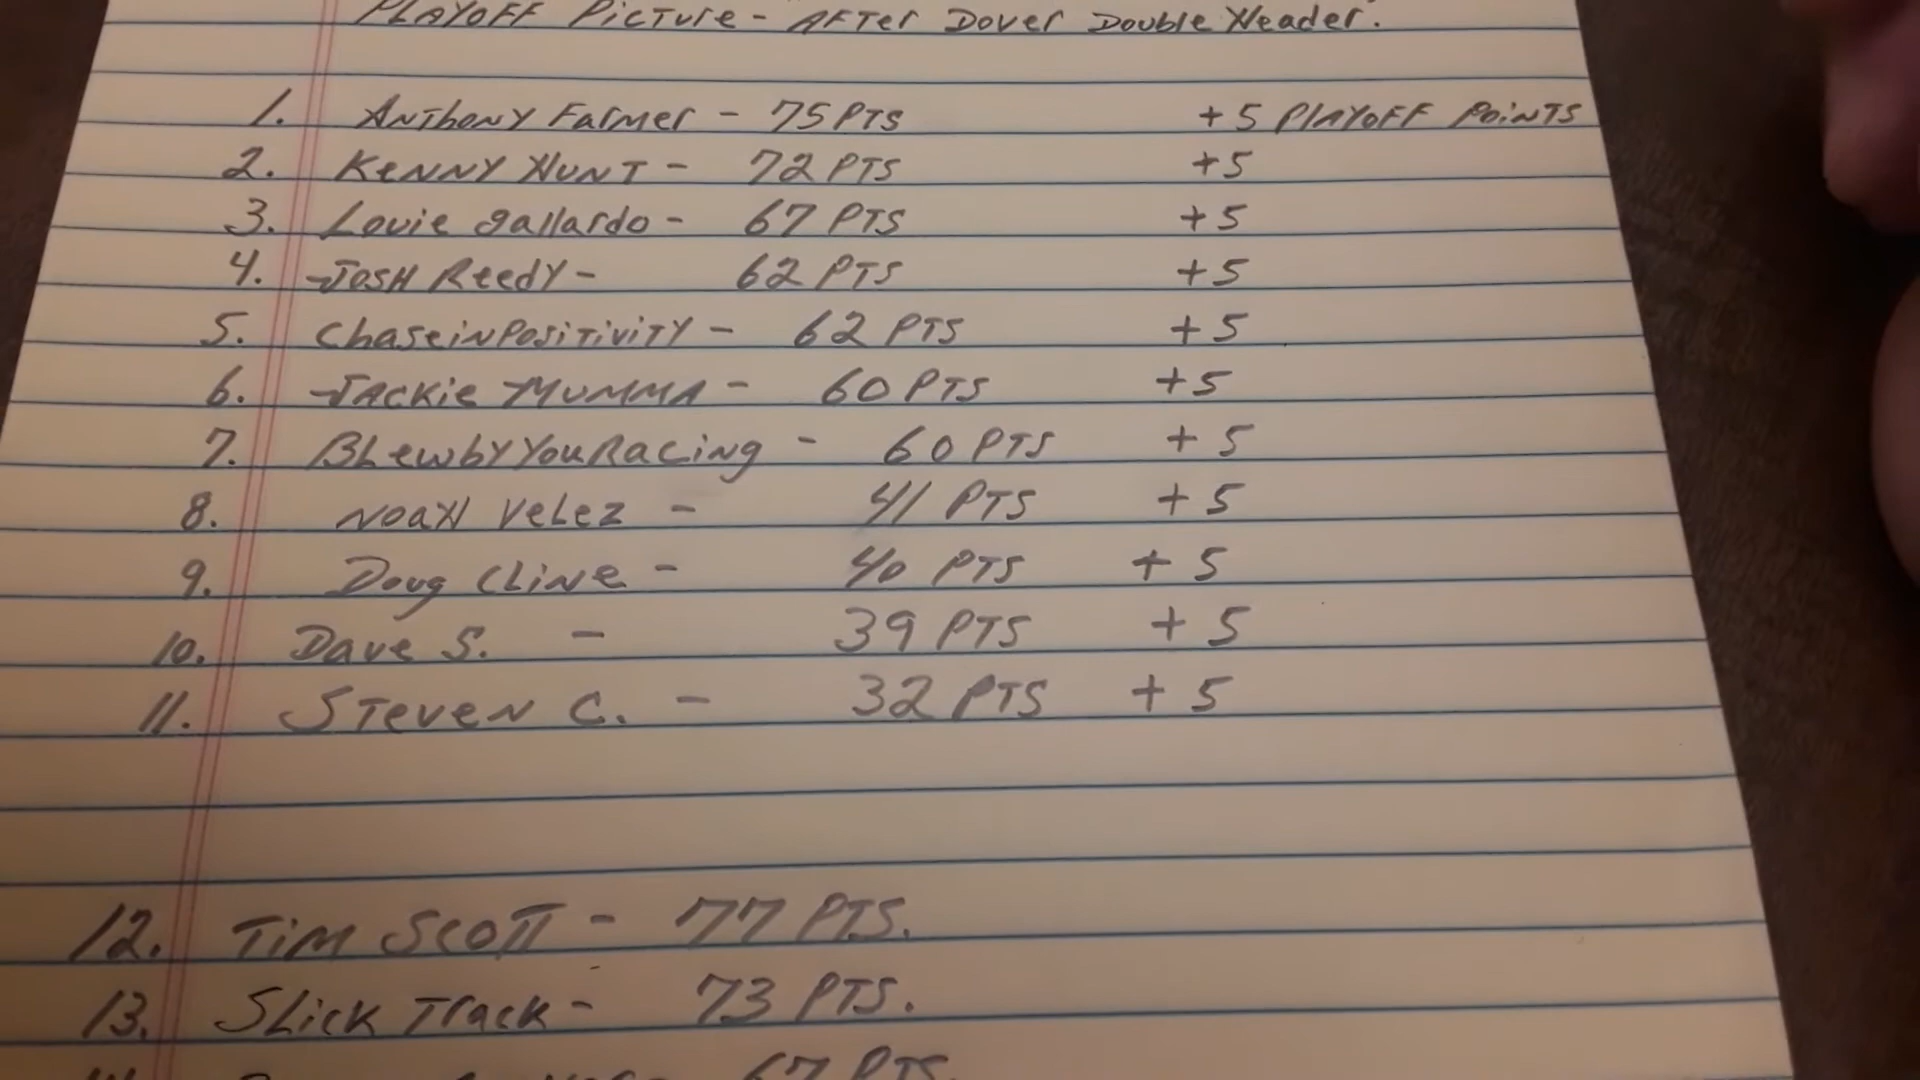 PLAYOFF PICTURE - AFTER DOVER DOUBLE HEADER.
1. ANTHONY FARMER - 75 PTS +5 PLAYOFF POINTS
2. KENNY HUNT - 72 PTS +5
3. Louie gallardo - 67 PTS +5
4. JOSH ReedY - 62 PTS +5
5. ChaseinPositivitY - 62 PTS +5
6. JACKie MUMMA - 60 PTS +5
7. BLewbyYouRacing - 60 PTS +5
8. NOAH VeLez - 41 PTS +5
9. Doug CLiNe - 40 PTS +5
10. Dave S. - 39 PTS +5
11. STeveN C. - 32 PTS +5
12. TiM SCOTT - 77 PTS.
13. SLick Track - 73 PTS.
67 PTS.